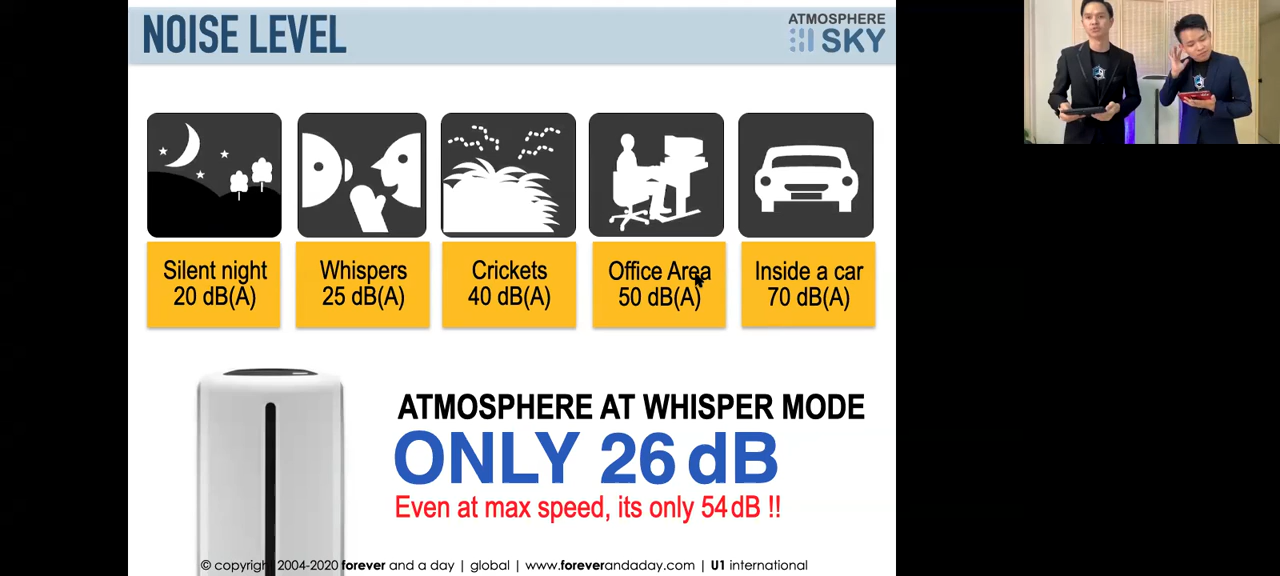 NOISE LEVEL
ATMOSPHERE
SKY
Silent night
20 dB(A)
Whispers
25 dB(A)
Crickets
40 dB(A)
Office Area
50 dB(A)
Inside a car
70 dB(A)
ATMOSPHERE AT WHISPER MODE
ONLY 26 dB
Even at max speed, its only 54 dB !!
© copyright 2004-2020 forever and a day | global | www.foreverandaday.com | U1 international